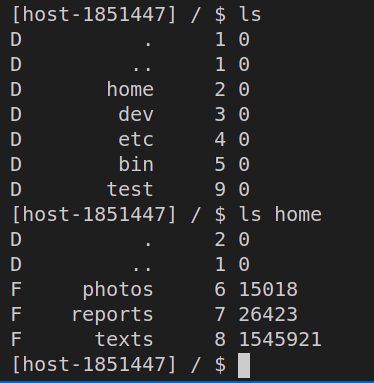 [host-1851447] / $ ls
D          .     1 0
D         ..     1 0
D       home     2 0
D        dev     3 0
D        etc     4 0
D        bin     5 0
D       test     9 0
[host-1851447] / $ ls home
D          .     2 0
D         ..     1 0
F     photos     6 15018
F    reports     7 26423
F      texts     8 1545921
[host-1851447] / $